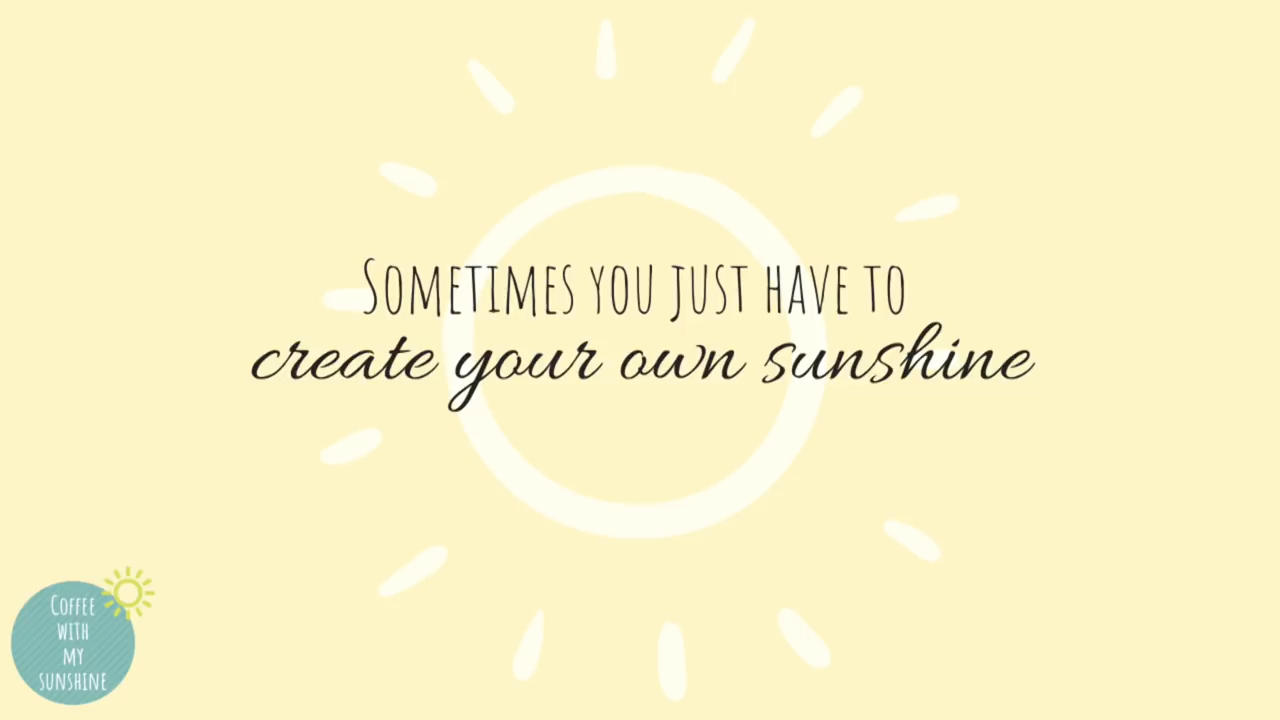 Sometimes you just have to
create your own sunshine
Coffee
with
my
sunshine